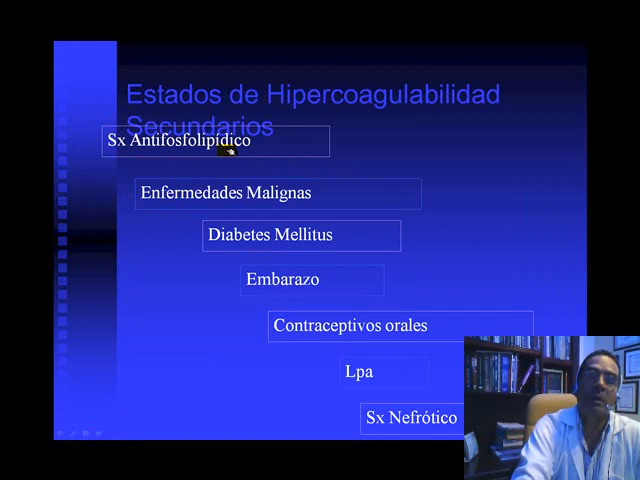 Estados de Hipercoagulabilidad
Secundarios
Sx Antifosfolipídico
Enfermedades Malignas
Diabetes Mellitus
Embarazo
Contraceptivos orales
Lpa
Sx Nefrótico